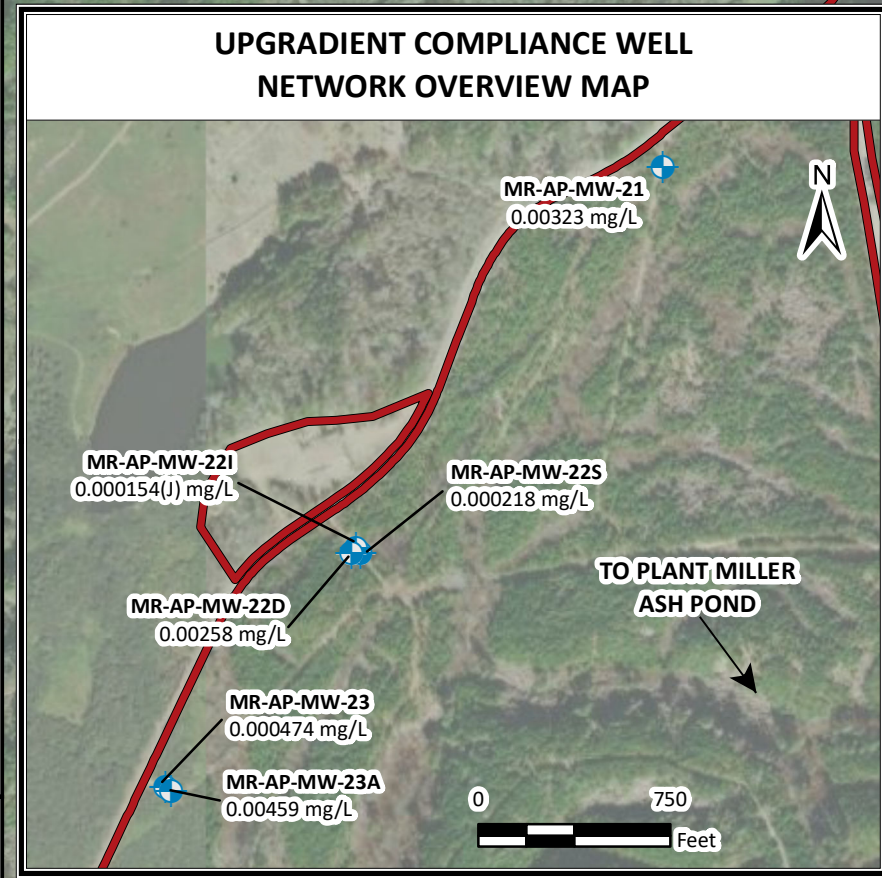 UPGRADIENT COMPLIANCE WELL
NETWORK OVERVIEW MAP
MR-AP-MW-21
0.00323 mg/L
N
MR-AP-MW-22I
0.000154(J) mg/L
MR-AP-MW-22S
0.000218 mg/L
TO PLANT MILLER
ASH POND
MR-AP-MW-22D
0.00258 mg/L
MR-AP-MW-23
0.000474 mg/L
MR-AP-MW-23A
0.00459 mg/L
0 750
Feet